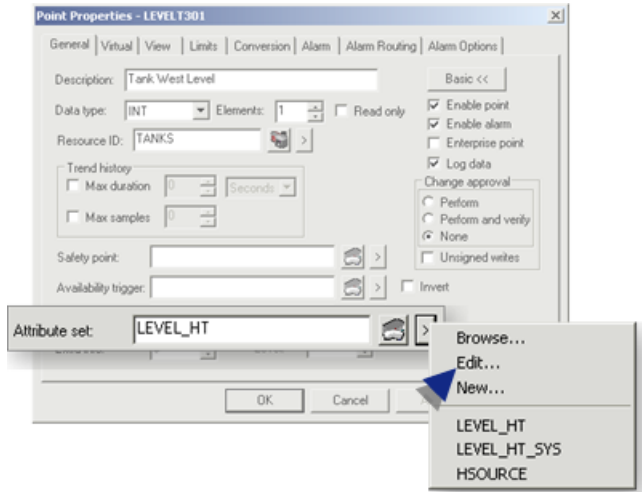 Point Properties - LEVELT301
General Virtual View Limits Conversion Alarm Alarm Routing Alarm Options
Description: Tank West Level
Basic <<
Data type: INT Elements: 1 Read only
Enable point
Enable alarm
Enterprise point
Log data
Resource ID: TANKS >
Trend history
Max duration 0 Seconds
Max samples 0
Change approval
Perform
Perform and verify
None
Unsigned writes
Safety point: >
Availability trigger: > Invert
Attribute set: LEVEL_HT >
Browse...
Edit...
New...
LEVEL_HT
LEVEL_HT_SYS
HSOURCE
OK Cancel